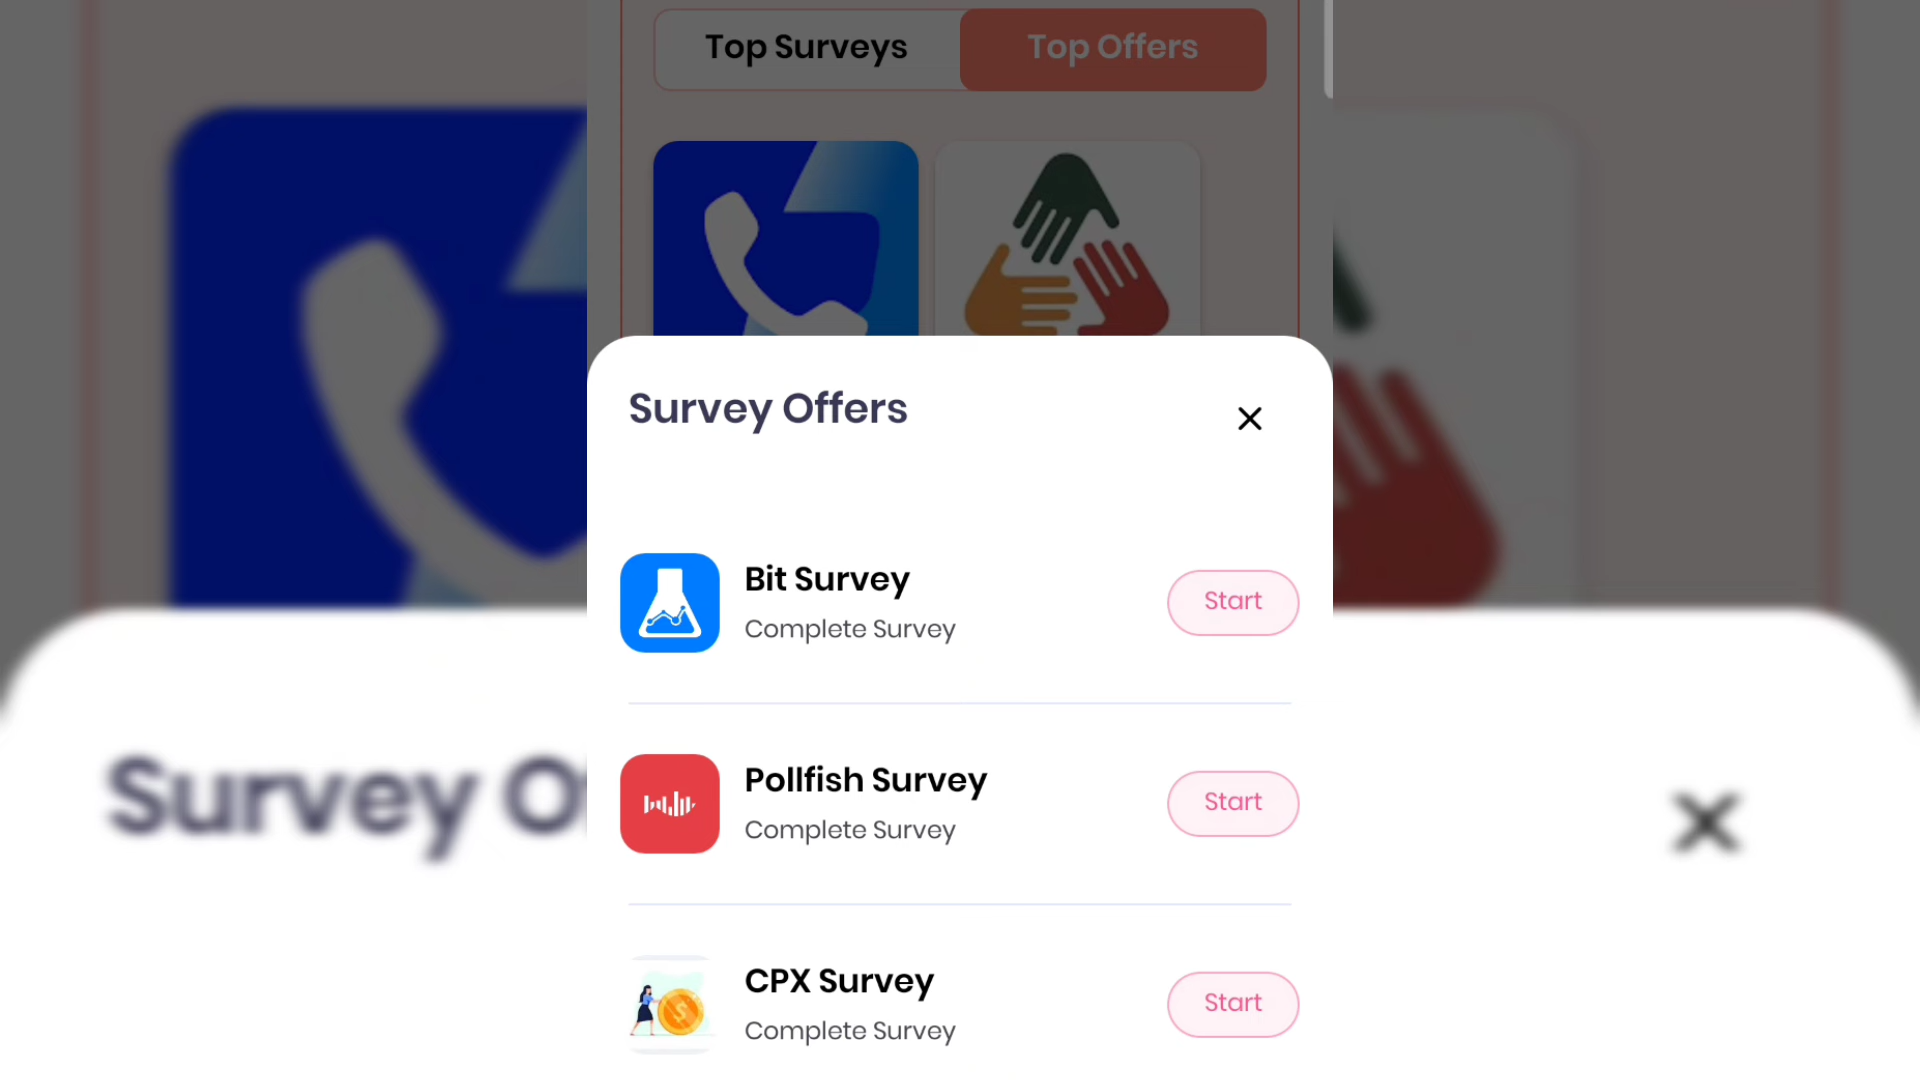 Top Surveys
Top Offers
Survey Offers
Bit Survey
Complete Survey
Start
Pollfish Survey
Complete Survey
Start
CPX Survey
Complete Survey
Start
Survey O